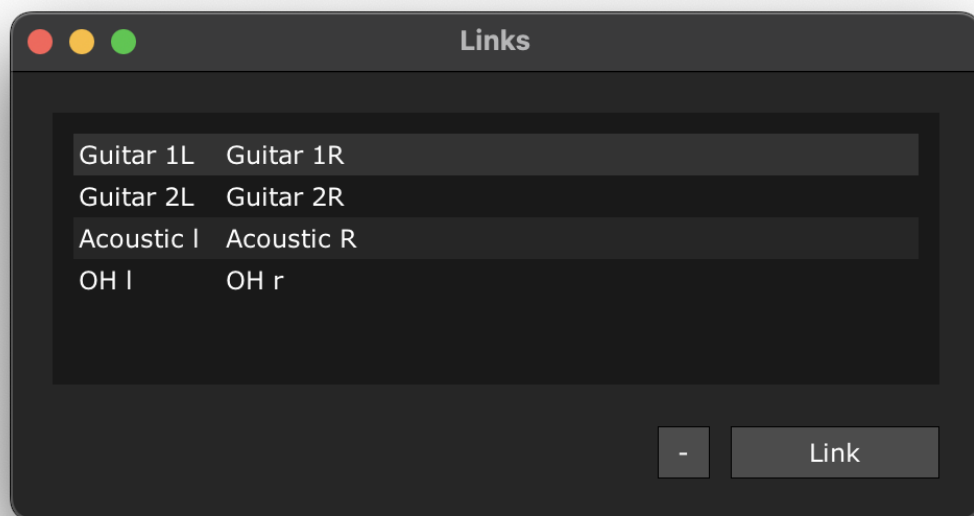 Links
Guitar 1L Guitar 1R
Guitar 2L Guitar 2R
Acoustic l Acoustic R
OH l OH r
- Link